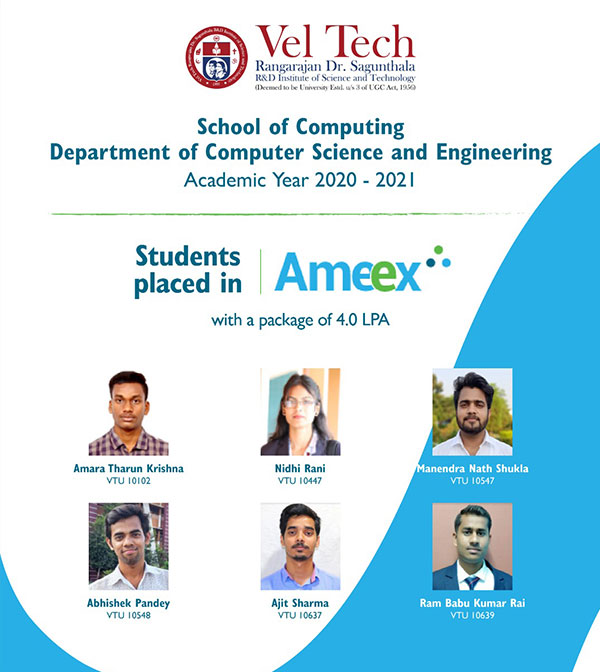 Vel Tech
Rangarajan Dr. Sagunthala
R&D Institute of Science and Technology
(Deemed to be University Estd. u/s 3 of UGC Act, 1956)
School of Computing
Department of Computer Science and Engineering
Academic Year 2020 - 2021
Students
placed in
Ameex
with a package of 4.0 LPA
Amara Tharun Krishna
VTU 10102
Nidhi Rani
VTU 10447
Manendra Nath Shukla
VTU 10547
Abhishek Pandey
VTU 10548
Ajit Sharma
VTU 10637
Ram Babu Kumar Rai
VTU 10639